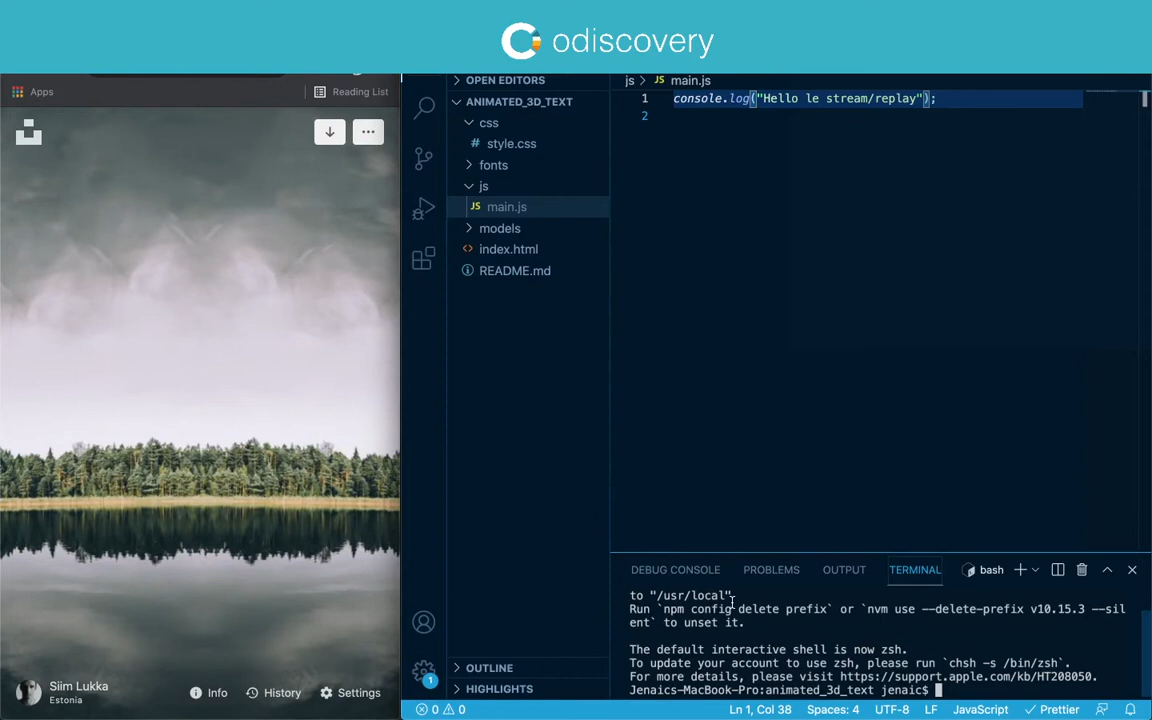 odiscovery
Apps
Reading List
OPEN EDITORS
ANIMATED_3D_TEXT
css
# style.css
fonts
js
JS main.js
models
<> index.html
README.md
OUTLINE
HIGHLIGHTS
js > JS main.js
1 console.log("Hello le stream/replay");
2
DEBUG CONSOLE PROBLEMS OUTPUT TERMINAL bash
to "/usr/local"
Run `npm config delete prefix` or `nvm use --delete-prefix v10.15.3 --sil
ent` to unset it.
The default interactive shell is now zsh.
To update your account to use zsh, please run `chsh -s /bin/zsh`.
For more details, please visit https://support.apple.com/kb/HT208050.
Jenaics-MacBook-Pro:animated_3d_text jenaic$
Siim Lukka
Estonia
Info History Settings
1
0 0 Ln 1, Col 38 Spaces: 4 UTF-8 LF JavaScript Prettier